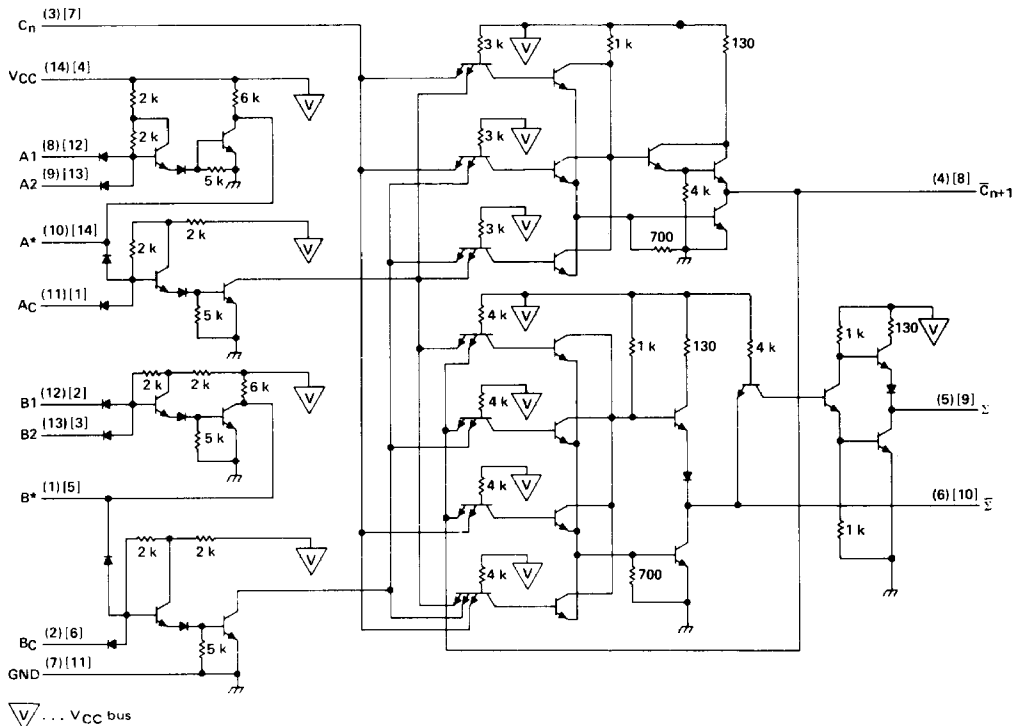 Cn (3) [7]
VCC (14) [4]
2 k
6 k
V
2 k
A1 (8) [12]
A2 (9) [13]
5 k
A* (10) [14]
2 k
2 k
V
AC (11) [1]
5 k
B1 (12) [2]
2 k
2 k
6 k
V
B2 (13) [3]
5 k
B* (1) [5]
2 k
2 k
V
BC (2) [6]
5 k
GND (7) [11]
V ... VCC bus
3 k
V
1 k
130
3 k
V
3 k
V
4 k
700
(4) [8] C̅n+1
4 k
V
1 k
130
4 k
4 k
V
4 k
V
4 k
V
700
1 k
130
V
(5) [9] Σ
(6) [10] Σ̅
1 k